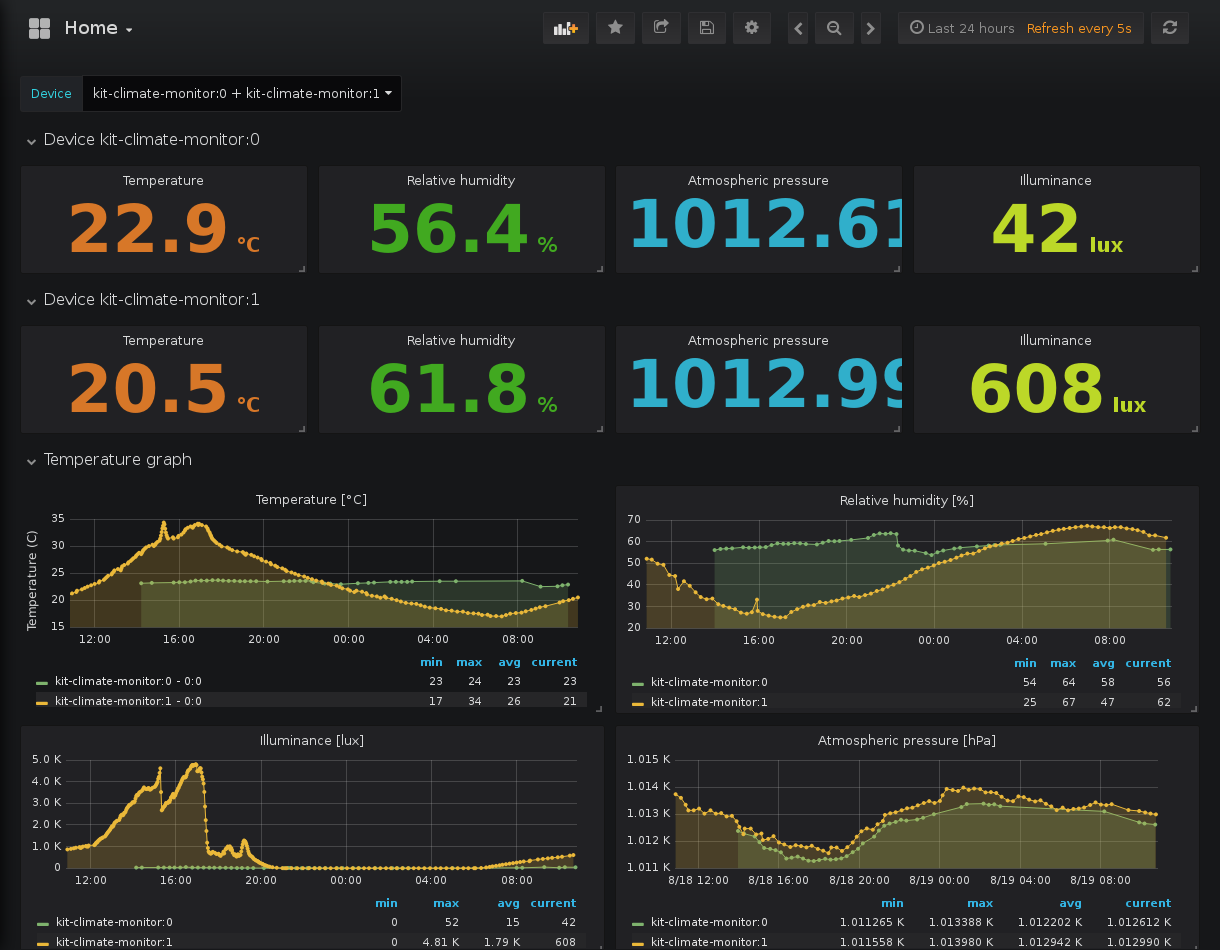 Home
Last 24 hours Refresh every 5s
Device kit-climate-monitor:0 + kit-climate-monitor:1
Device kit-climate-monitor:0
Temperature Relative humidity Atmospheric pressure Illuminance
22.9 °C 56.4 % 1012.61 42 lux
Device kit-climate-monitor:1
Temperature Relative humidity Atmospheric pressure Illuminance
20.5 °C 61.8 % 1012.99 608 lux
Temperature graph
Temperature [°C]
Temperature (C)
35
30
25
20
15
12:00 16:00 20:00 00:00 04:00 08:00
min max avg current
kit-climate-monitor:0 - 0:0 23 24 23 23
kit-climate-monitor:1 - 0:0 17 34 26 21
Relative humidity [%]
70
60
50
40
30
20
12:00 16:00 20:00 00:00 04:00 08:00
min max avg current
kit-climate-monitor:0 54 64 58 56
kit-climate-monitor:1 25 67 47 62
Illuminance [lux]
5.0 K
4.0 K
3.0 K
2.0 K
1.0 K
0
12:00 16:00 20:00 00:00 04:00 08:00
min max avg current
kit-climate-monitor:0 0 52 15 42
kit-climate-monitor:1 0 4.81 K 1.79 K 608
Atmospheric pressure [hPa]
1.015 K
1.014 K
1.013 K
1.012 K
1.011 K
8/18 12:00 8/18 16:00 8/18 20:00 8/19 00:00 8/19 04:00 8/19 08:00
min max avg current
kit-climate-monitor:0 1.011265 K 1.013388 K 1.012202 K 1.012612 K
kit-climate-monitor:1 1.011558 K 1.013980 K 1.012942 K 1.012990 K